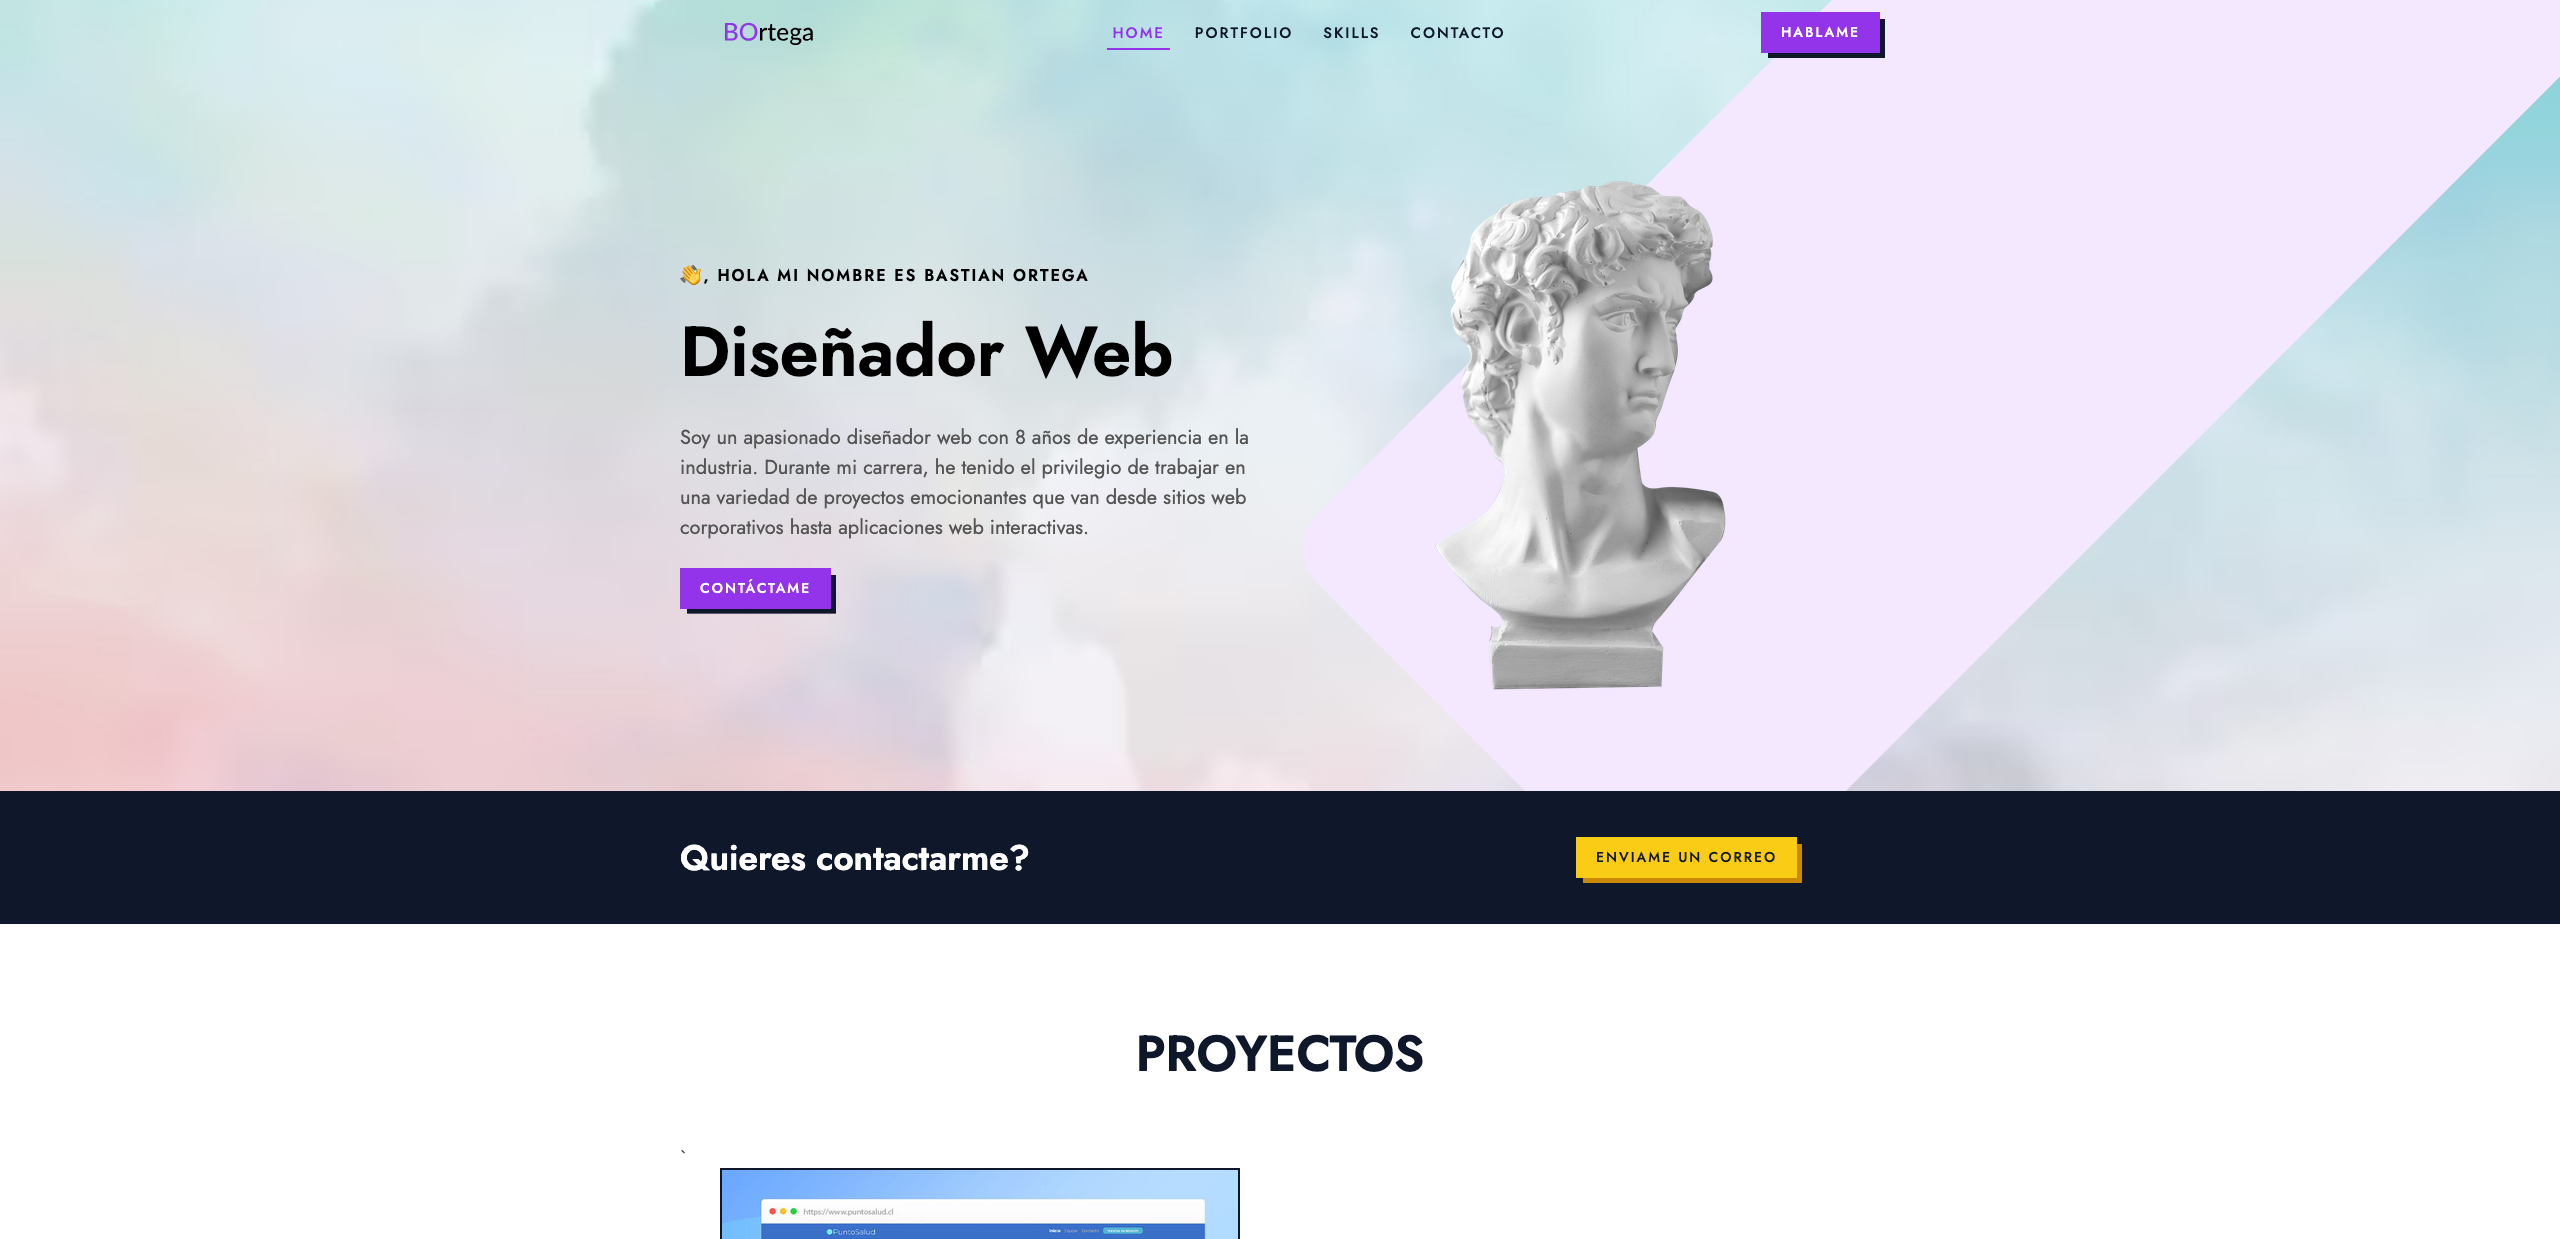 BOrtega
HOME PORTFOLIO SKILLS CONTACTO
HABLAME
👋, HOLA MI NOMBRE ES BASTIAN ORTEGA
Diseñador Web
Soy un apasionado diseñador web con 8 años de experiencia en la
industria. Durante mi carrera, he tenido el privilegio de trabajar en
una variedad de proyectos emocionantes que van desde sitios web
corporativos hasta aplicaciones web interactivas.
CONTÁCTAME
Quieres contactarme?
ENVIAME UN CORREO
PROYECTOS
`
https://www.puntosalud.cl
PuntoSalud
Inicio Equipo Contacto